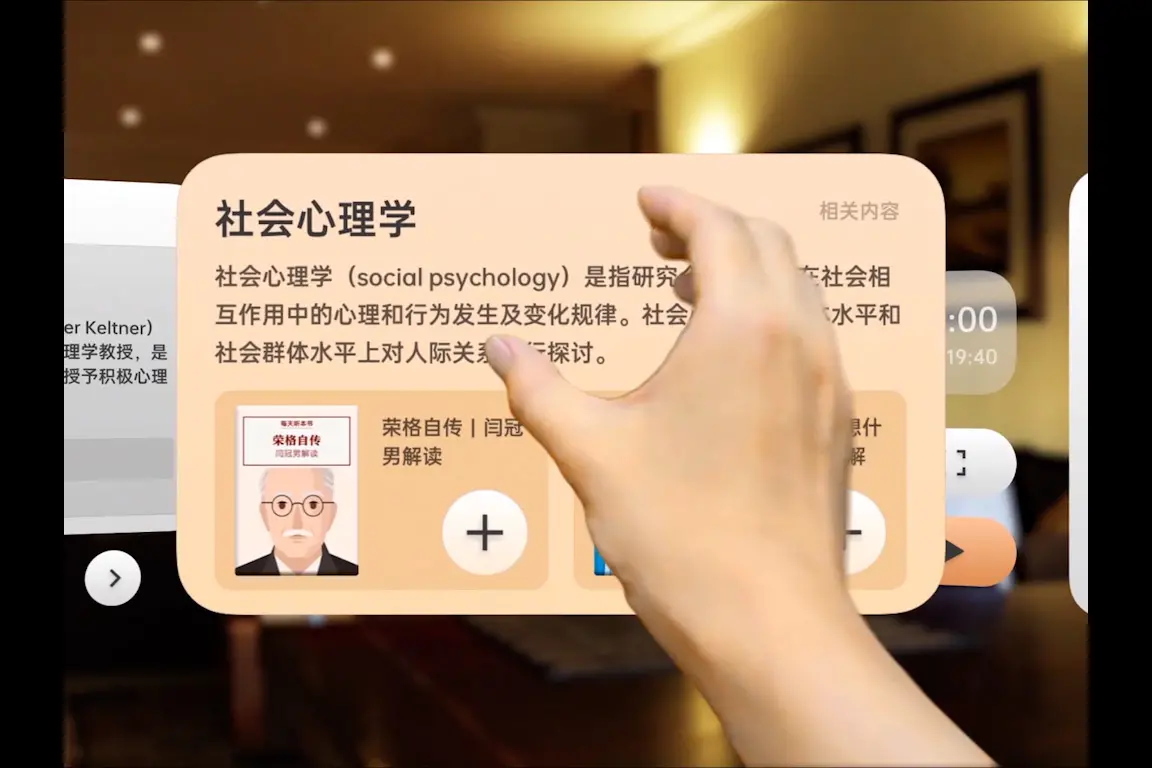 社会心理学
相关内容
社会心理学（social psychology）是指研究 在社会相
互作用中的心理和行为发生及变化规律。社会 体水平和
社会群体水平上对人际关系 行探讨。
er Keltner）
理学教授，是
授予积极心理
:00
19:40
每天听本书
荣格自传
闫冠男解读
荣格自传 | 闫冠
男解读
想什
解